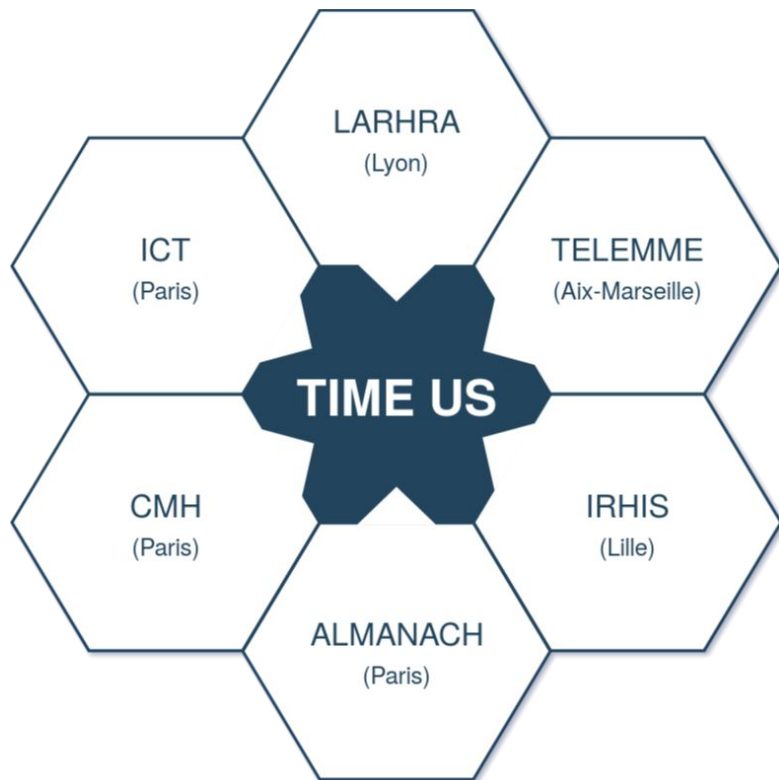 LARHRA
(Lyon)
ICT
(Paris)
TELEMME
(Aix-Marseille)
TIME US
CMH
(Paris)
IRHIS
(Lille)
ALMANACH
(Paris)